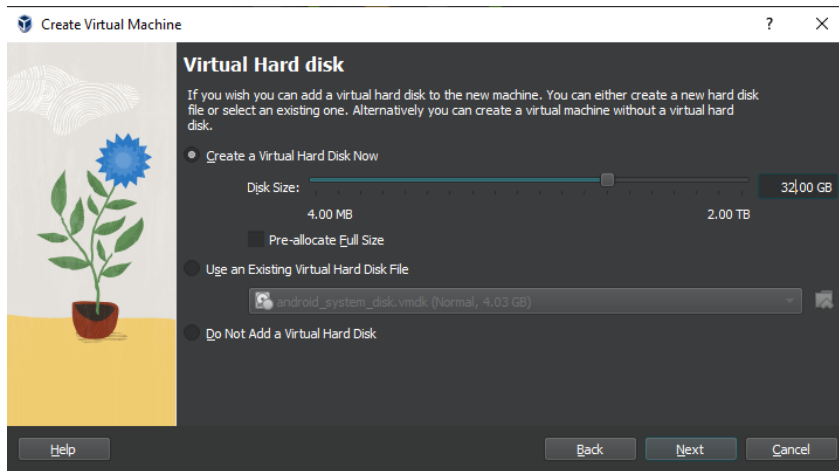 Create Virtual Machine
Virtual Hard disk
If you wish you can add a virtual hard disk to the new machine. You can either create a new hard disk
file or select an existing one. Alternatively you can create a virtual machine without a virtual hard
disk.
Create a Virtual Hard Disk Now
Disk Size:
32,00 GB
4.00 MB
2.00 TB
Pre-allocate Full Size
Use an Existing Virtual Hard Disk File
android_system_disk.vmdk (Normal, 4.03 GB)
Do Not Add a Virtual Hard Disk
Help
Back
Next
Cancel